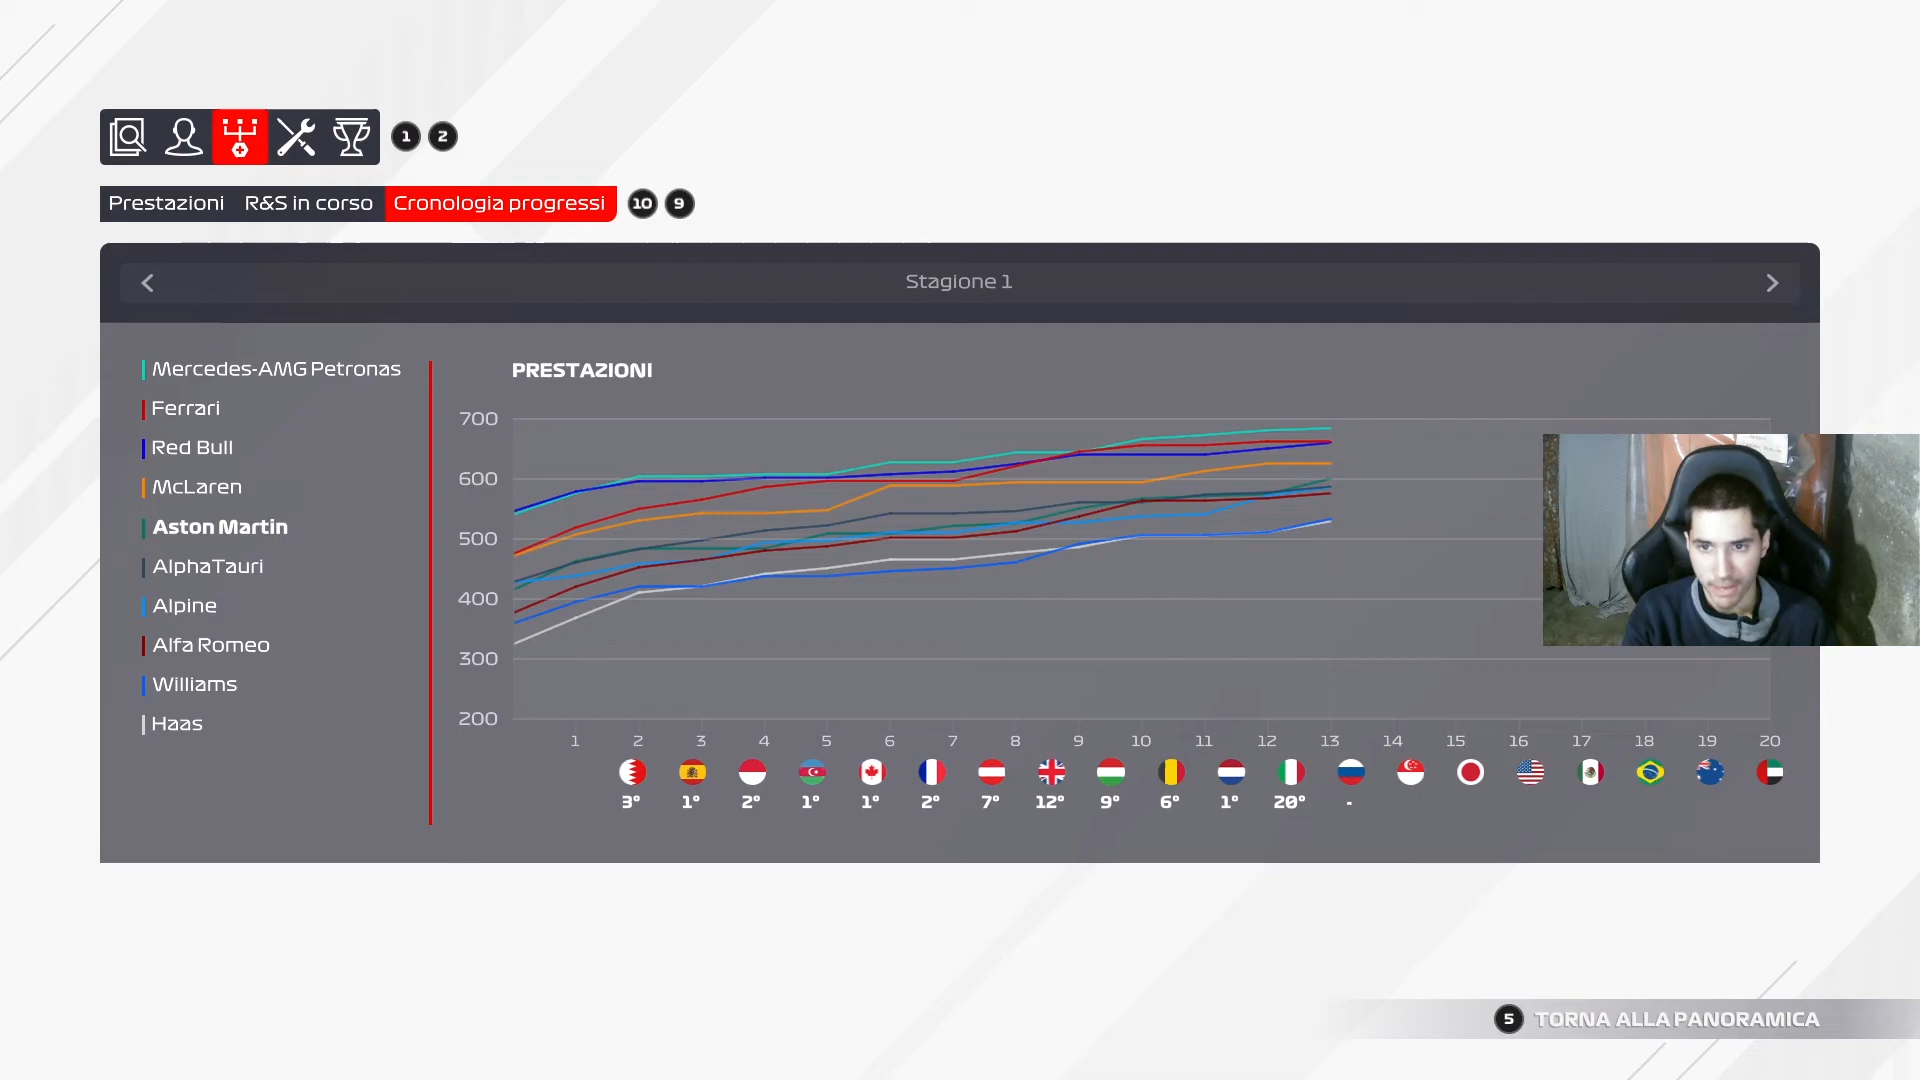 1 2
Prestazioni R&S in corso Cronologia progressi 10 9
Stagione 1
Mercedes-AMG Petronas
Ferrari
Red Bull
McLaren
Aston Martin
AlphaTauri
Alpine
Alfa Romeo
Williams
Haas
PRESTAZIONI
700
600
500
400
300
200
1 2 3 4 5 6 7 8 9 10 11 12 13 14 15 16 17 18 19 20
3° 1° 2° 1° 1° 2° 7° 12° 9° 6° 1° 20° -
5 TORNA ALLA PANORAMICA